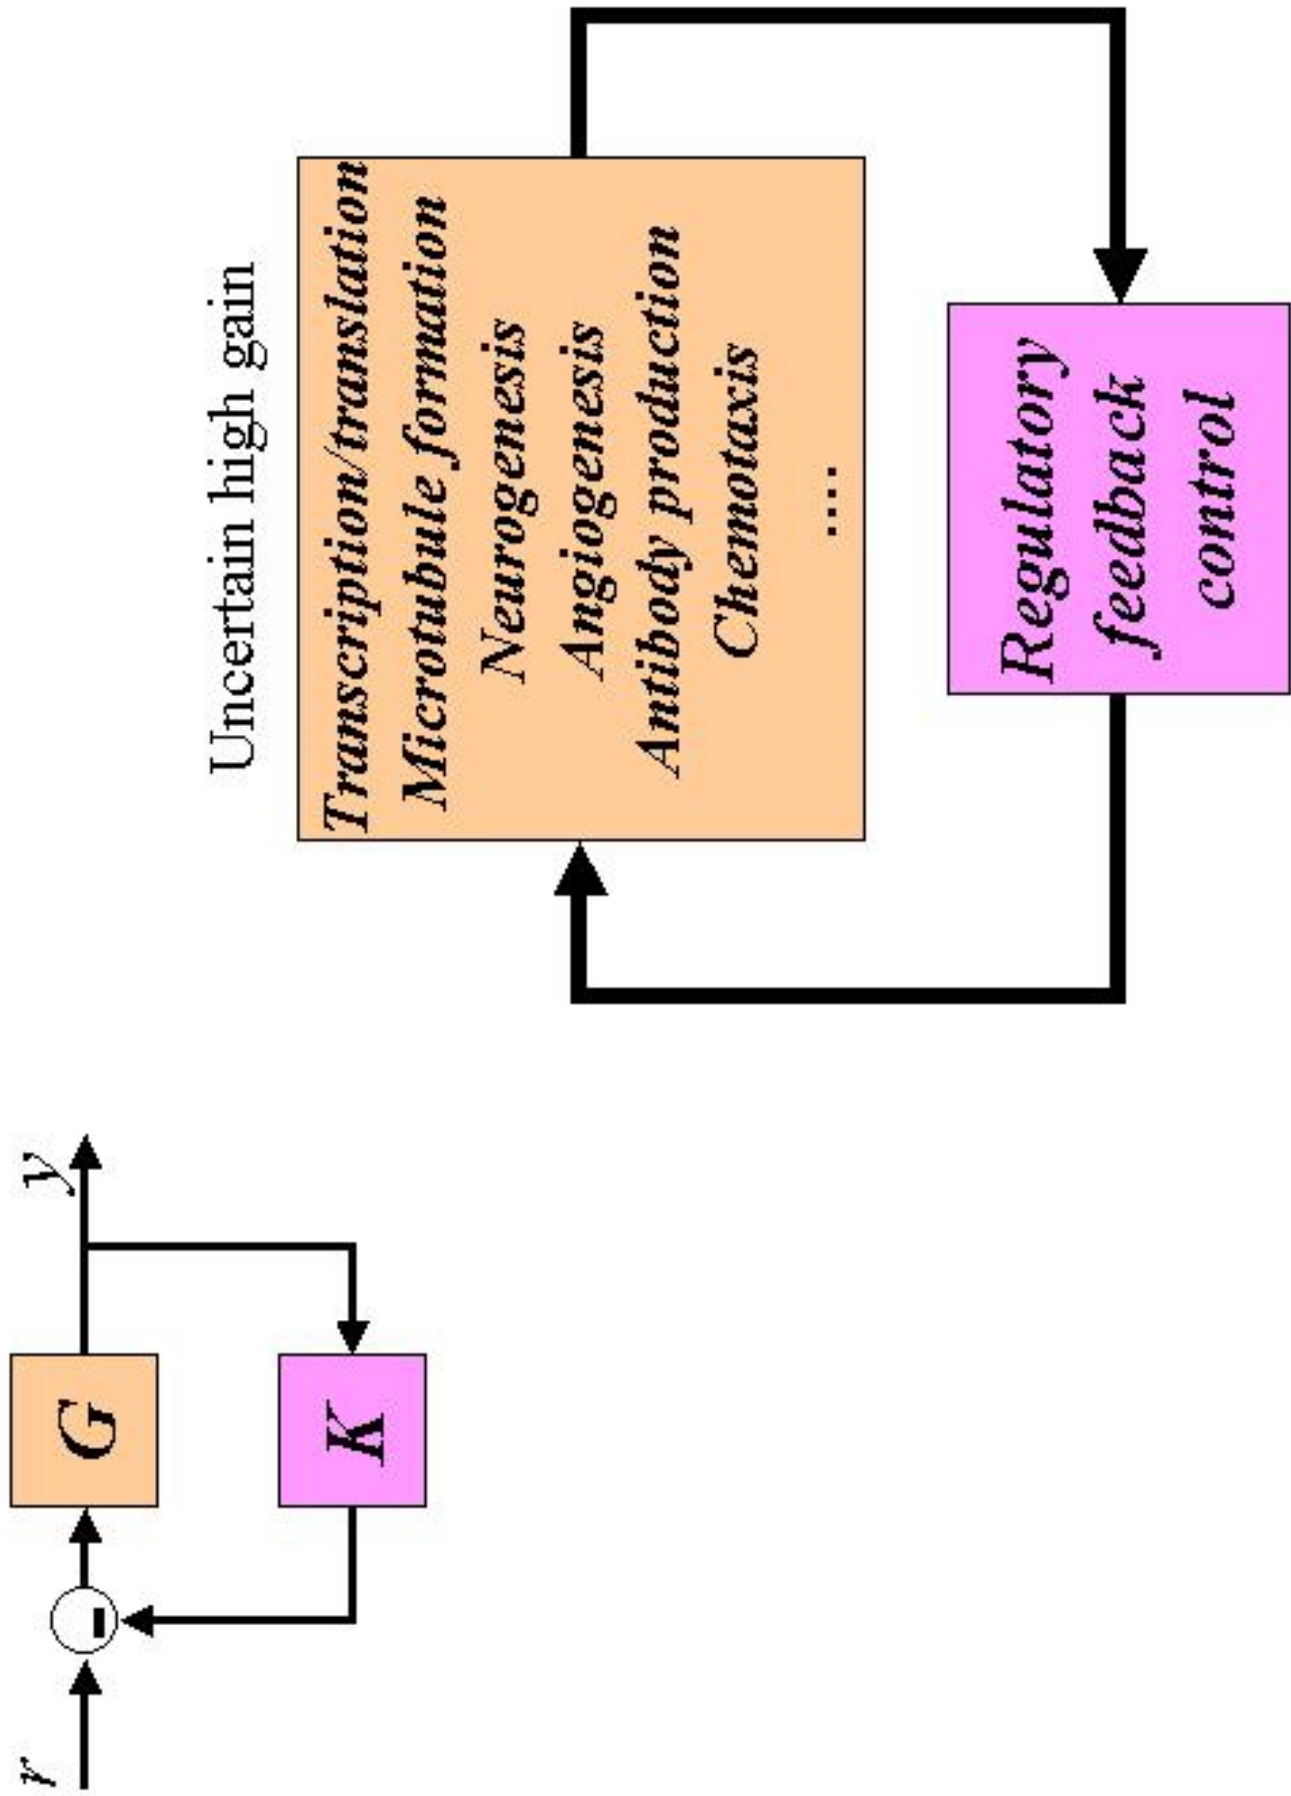 r
G
y
K
-
Uncertain high gain
Transcription/translation
Microtubule formation
Neurogenesis
Angiogenesis
Antibody production
Chemotaxis
....
Regulatory
feedback
control